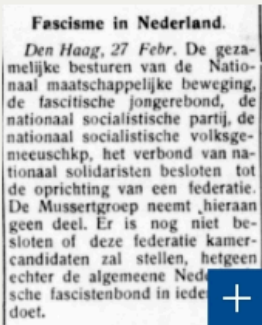 Fascisme in Nederland.
Den Haag, 27 Febr. De geza-
melijke besturen van de Natio-
naal maatschappelijke beweging,
de fascitische jongerebond, de
nationaal socialistische partij, de
nationaal socialistische volksge-
meeuschkp, het verbond van na-
tionaal solidaristen besloten tot
de oprichting van een federatie.
De Mussertgroep neemt hieraan
geen deel. Er is nog niet be-
sloten of deze federatie kamer-
candidaten zal stellen, hetgeen
echter de algemeene
sche fascistenbond in
doet.